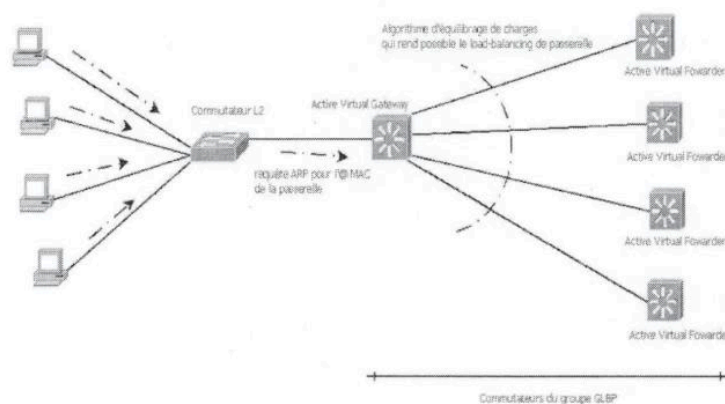 Algorithme d'équilibrage de charges
qui rend possible le load-balancing de passerelle
Active Virtual Fowarder
Commutateur L2
Active Virtual Gateway
Active Virtual Fowarder
requête ARP pour l'@ MAC
de la passerelle
Active Virtual Fowarder
Active Virtual Fowarder
Commutateurs du groupe GLBP